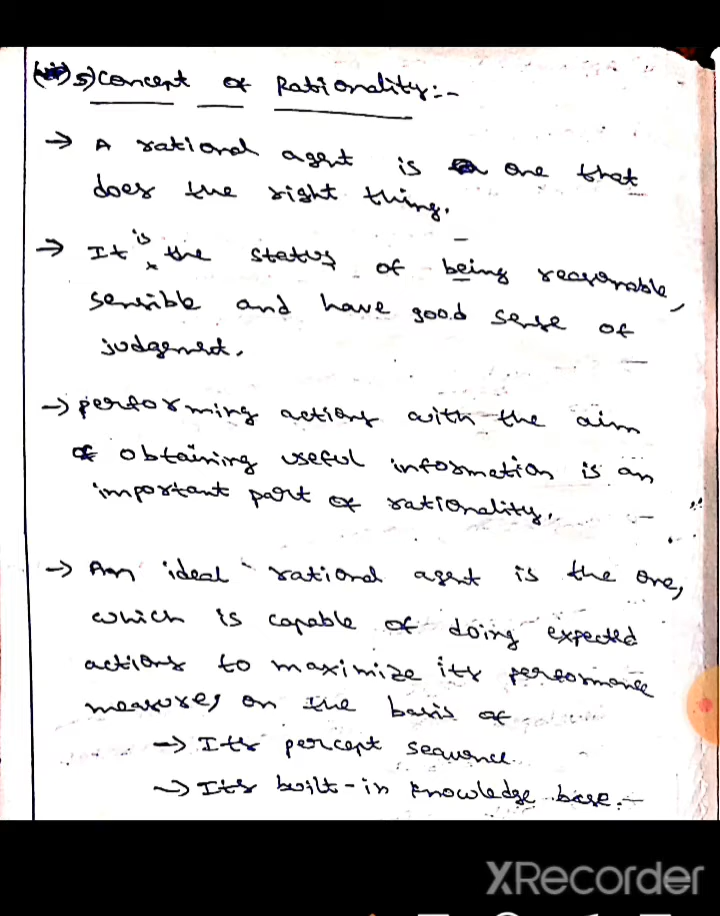 5) Concept of Rationality:-
→ A rational agent is one that
does the right thing.
→ It is the status of being reasonable,
sensible and have good sense of
judgement.
→ performing actions with the aim
of obtaining useful information is an
important part of rationality.
→ An ideal rational agent is the one,
which is capable of doing expected
actions to maximize its performance
measure, on the basis of
→ It's percept sequence.
→ It's built-in knowledge base.
XRecorder